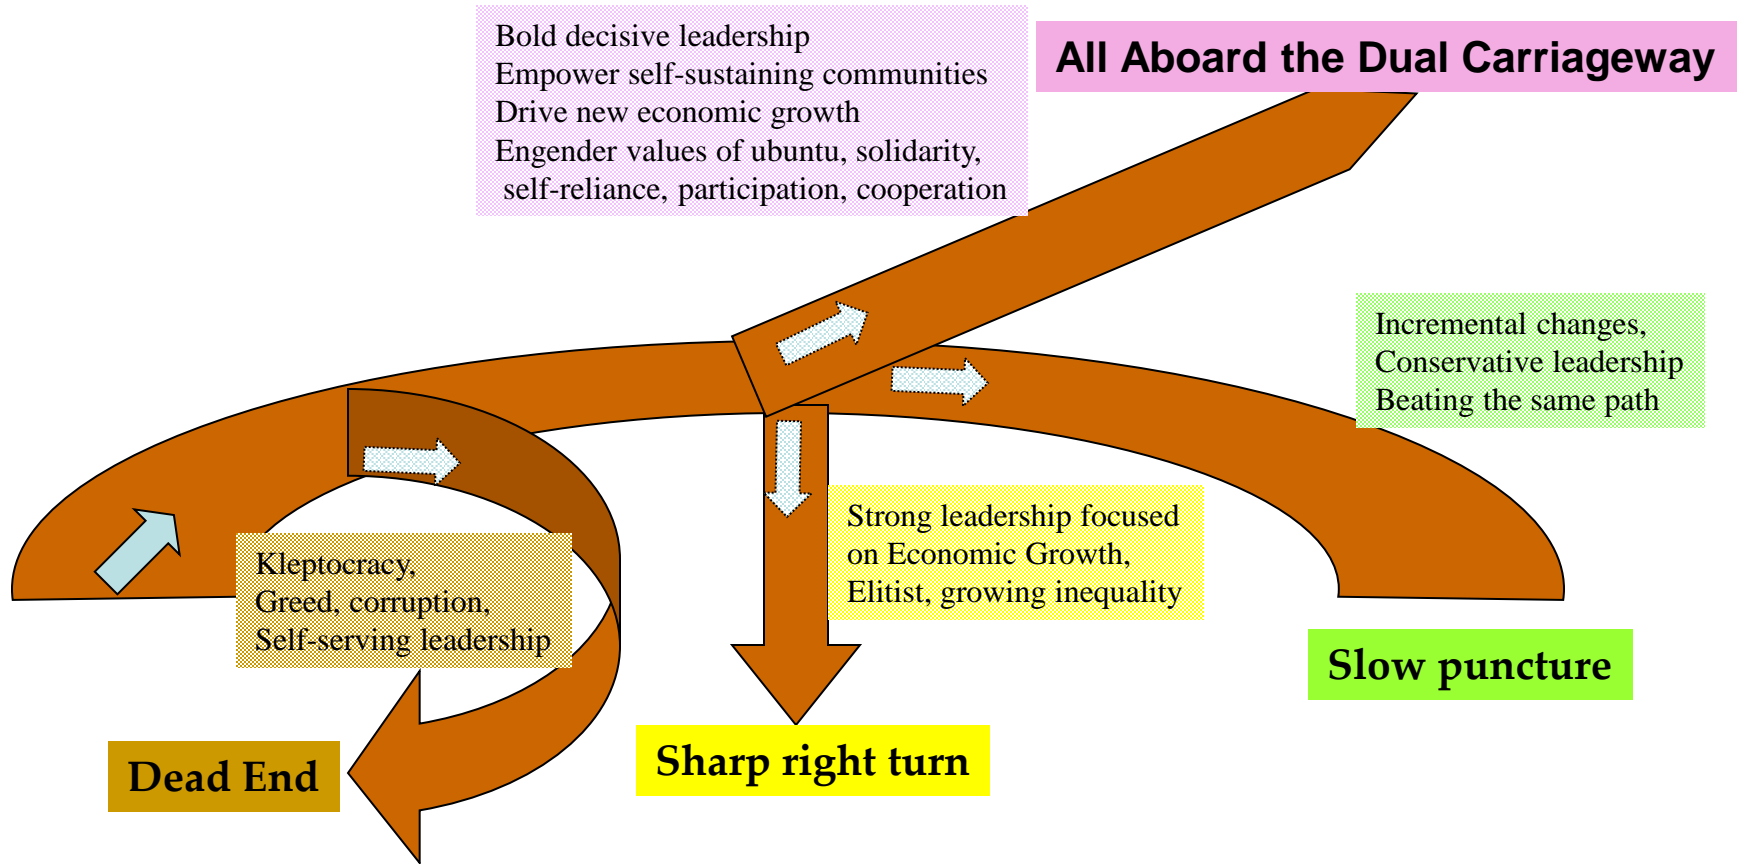 Bold decisive leadership
Empower self-sustaining communities
Drive new economic growth
Engender values of ubuntu, solidarity,
self-reliance, participation, cooperation
All Aboard the Dual Carriageway
Incremental changes,
Conservative leadership
Beating the same path
Strong leadership focused
on Economic Growth,
Elitist, growing inequality
Kleptocracy,
Greed, corruption,
Self-serving leadership
Slow puncture
Sharp right turn
Dead End